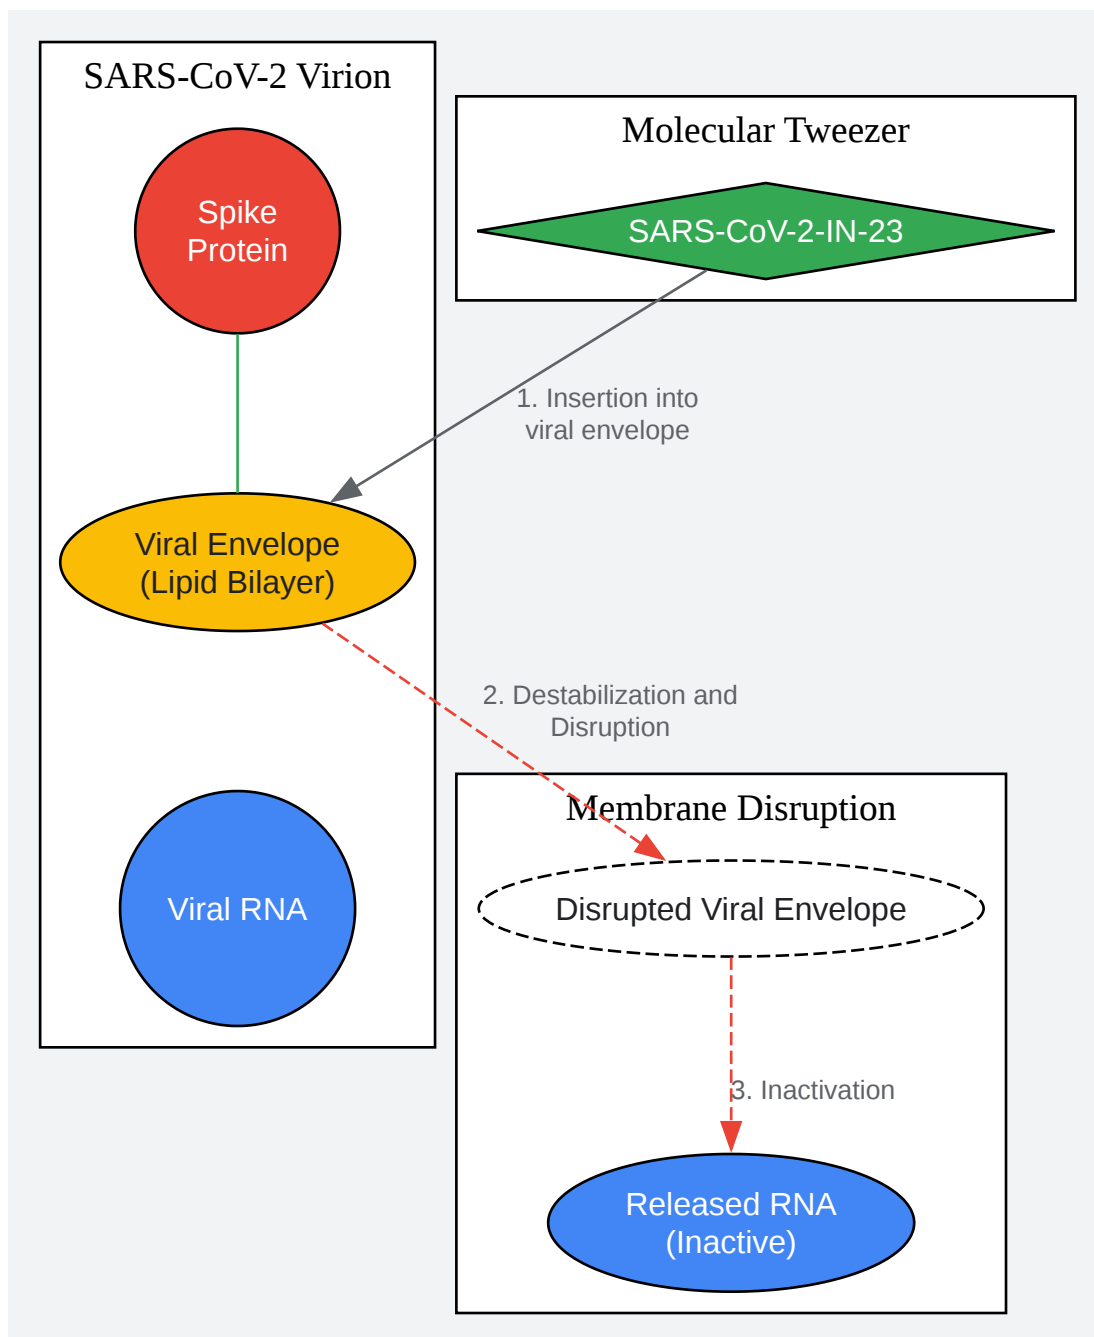 SARS-CoV-2 Virion
Spike
Protein
Viral Envelope
(Lipid Bilayer)
Viral RNA
Molecular Tweezer
SARS-CoV-2-IN-23
1. Insertion into
viral envelope
2. Destabilization and
Disruption
Membrane Disruption
Disrupted Viral Envelope
3. Inactivation
Released RNA
(Inactive)